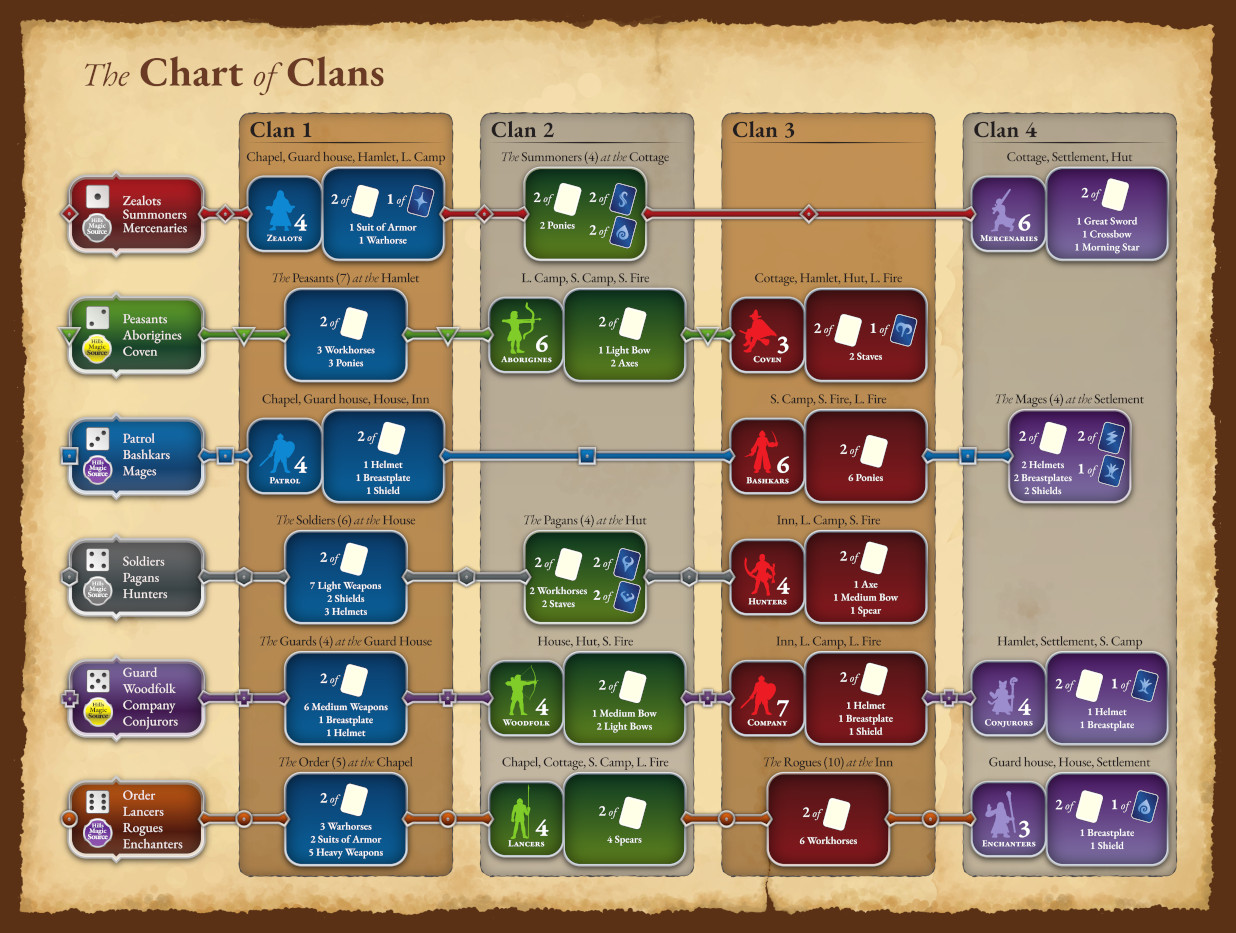 The Chart of Clans
Clan 1
Clan 2
Clan 3
Clan 4
Hills Magic Source
Zealots
Summoners
Mercenaries
Chapel, Guard house, Hamlet, L. Camp
4
ZEALOTS
2 of
1 of
1 Suit of Armor
1 Warhorse
The Summoners (4) at the Cottage
2 of
2 of
2 Ponies
2 of
Cottage, Settlement, Hut
6
MERCENARIES
2 of
1 Great Sword
1 Crossbow
1 Morning Star
Hills Magic Source
Peasants
Aborigines
Coven
The Peasants (7) at the Hamlet
2 of
3 Workhorses
3 Ponies
L. Camp, S. Camp, S. Fire
6
ABORIGINES
2 of
1 Light Bow
2 Axes
Cottage, Hamlet, Hut, L. Fire
3
COVEN
2 of
1 of
2 Staves
Hills Magic Source
Patrol
Bashkars
Mages
Chapel, Guard house, House, Inn
4
PATROL
2 of
1 Helmet
1 Breastplate
1 Shield
S. Camp, S. Fire, L. Fire
6
BASHKARS
2 of
6 Ponies
The Mages (4) at the Setlement
2 of
2 of
1 of
2 Helmets
2 Breastplates
2 Shields
Hills Magic Source
Soldiers
Pagans
Hunters
The Soldiers (6) at the House
2 of
7 Light Weapons
2 Shields
3 Helmets
The Pagans (4) at the Hut
2 of
2 of
2 Workhorses
2 Staves
2 of
Inn, L. Camp, S. Fire
4
HUNTERS
2 of
1 Axe
1 Medium Bow
1 Spear
Hills Magic Source
Guard
Woodfolk
Company
Conjurors
The Guards (4) at the Guard House
2 of
6 Medium Weapons
1 Breastplate
1 Helmet
House, Hut, S. Fire
4
WOODFOLK
2 of
1 Medium Bow
2 Light Bows
Inn, L. Camp, L. Fire
7
COMPANY
2 of
1 Helmet
1 Breastplate
1 Shield
Hamlet, Settlement, S. Camp
4
CONJURORS
2 of
1 of
1 Helmet
1 Breastplate
Hills Magic Source
Order
Lancers
Rogues
Enchanters
The Order (5) at the Chapel
2 of
3 Warhorses
2 Suits of Armor
5 Heavy Weapons
Chapel, Cottage, S. Camp, L. Fire
4
LANCERS
2 of
4 Spears
The Rogues (10) at the Inn
2 of
6 Workhorses
Guard house, House, Settlement
3
ENCHANTERS
2 of
1 of
1 Breastplate
1 Shield